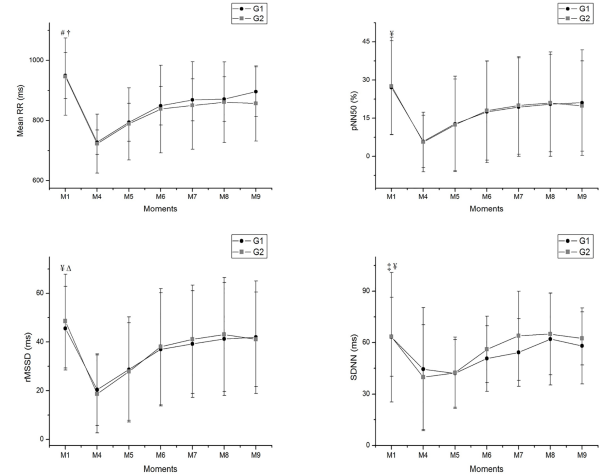 G1
G2
# †
Mean RR (ms)
900
800
600
M1 M4 M5 M6 M7 M8 M9
Moments
G1
G2
¥
pNN50 (%)
45
30
15
0
M1 M4 M5 M6 M7 M8 M9
Moments
G1
G2
¥ Δ
rMSSD (ms)
60
40
20
0
M1 M4 M5 M6 M7 M8 M9
Moments
G1
G2
‡ ¥
SDNN (ms)
90
60
30
0
M1 M4 M5 M6 M7 M8 M9
Moments